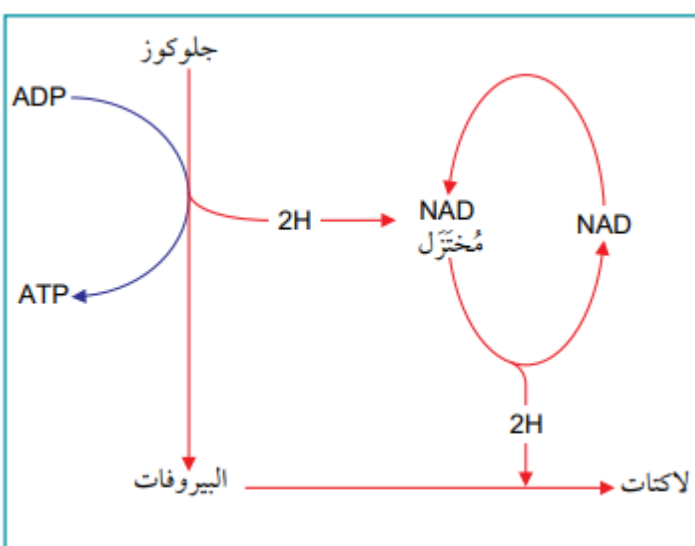 جلوكوز
ADP
2H
NAD
مُختَزَل
NAD
ATP
2H
البيروفات
لاكتات